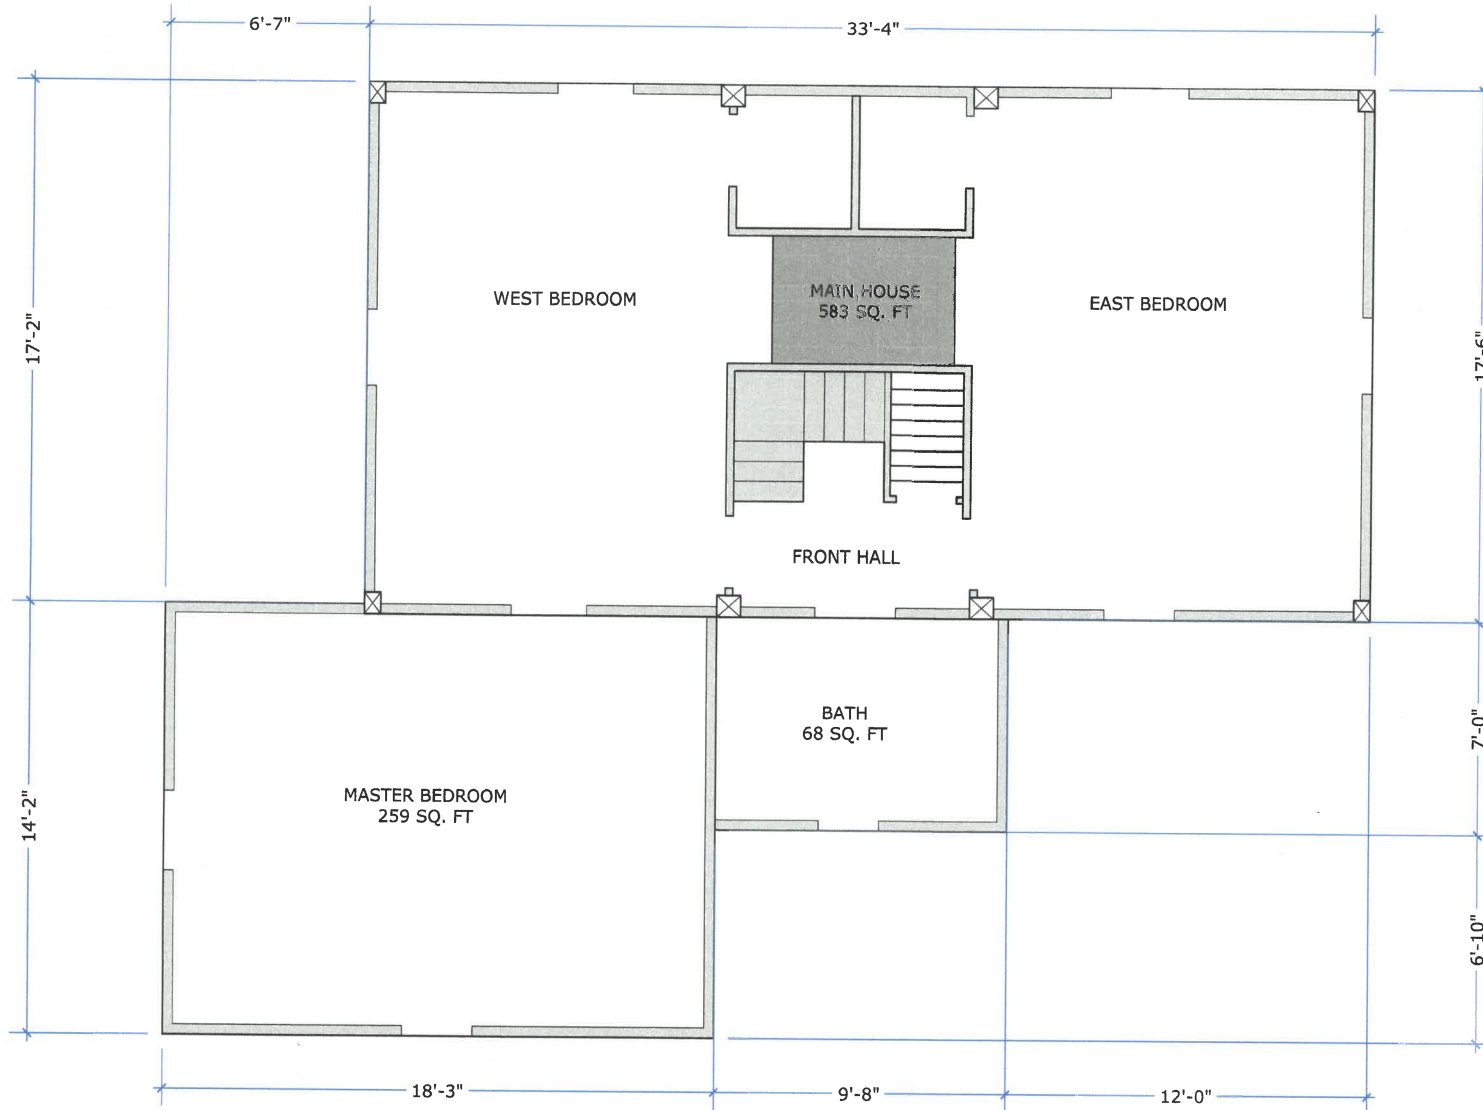 6'-7"
33'-4"
17'-2"
WEST BEDROOM
MAIN HOUSE
583 SQ. FT
EAST BEDROOM
17'-6"
FRONT HALL
BATH
68 SQ. FT
7'-0"
MASTER BEDROOM
259 SQ. FT
14'-2"
6'-10"
18'-3"
9'-8"
12'-0"